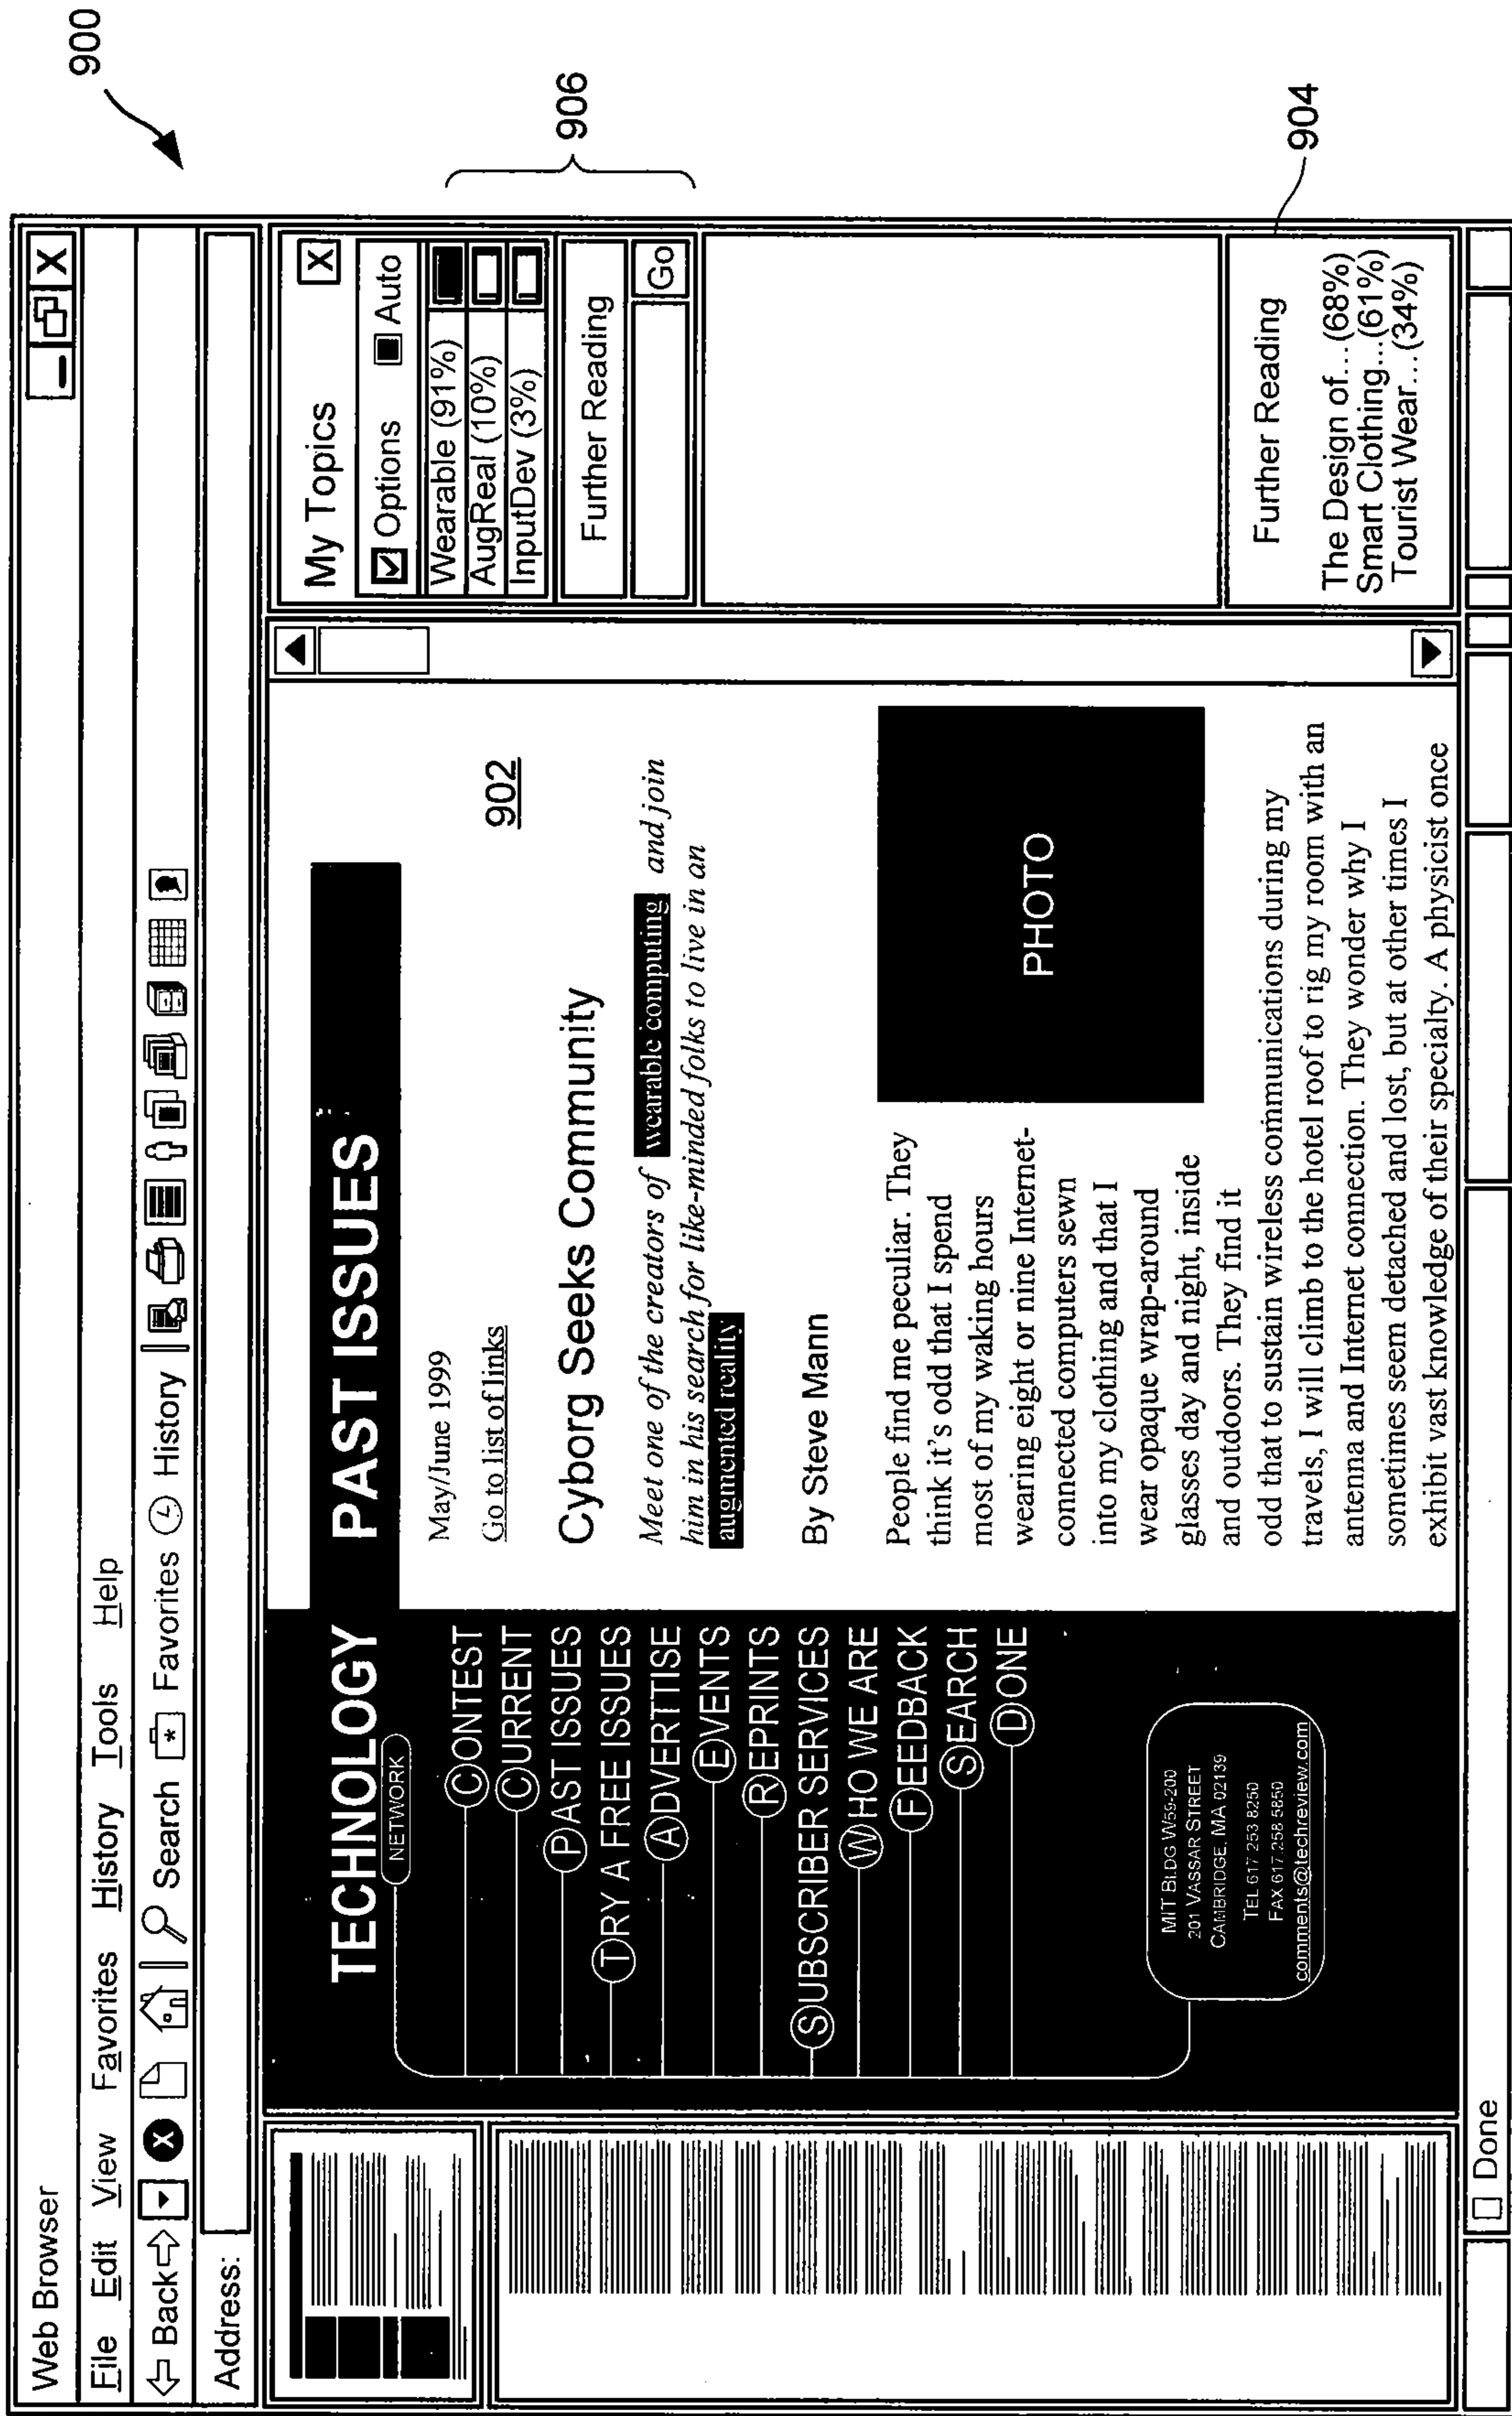 900
Web Browser
File Edit View Favorites History Tools Help
Back Search Favorites History
Address:
TECHNOLOGY PAST ISSUES
NETWORK
CONTEST
CURRENT
PAST ISSUES
TRY A FREE ISSUES
ADVERTTISE
EVENTS
REPRINTS
SUBSCRIBER SERVICES
WHO WE ARE
FEEDBACK
SEARCH
DONE
MIT BLDG W59-200
201 VASSAR STREET
CAMBRIDGE, MA 02139
TEL 617 253 8250
FAX 617.258 5850
comments@techreview.com
May/June 1999
Go to list of links
902
Cyborg Seeks Community
Meet one of the creators of wearable computing and join
him in his search for like-minded folks to live in an
augmented reality
By Steve Mann
People find me peculiar. They
think it's odd that I spend
most of my waking hours
wearing eight or nine Internet-
connected computers sewn
into my clothing and that I
wear opaque wrap-around
glasses day and night, inside
and outdoors. They find it
odd that to sustain wireless communications during my
travels, I will climb to the hotel roof to rig my room with an
antenna and Internet connection. They wonder why I
sometimes seem detached and lost, but at other times I
exhibit vast knowledge of their specialty. A physicist once
PHOTO
My Topics X
Options Auto
Wearable (91%)
AugReal (10%)
InputDev (3%)
Further Reading
Go
906
Further Reading
The Design of...(68%)
Smart Clothing...(61%)
Tourist Wear...(34%)
904
Done